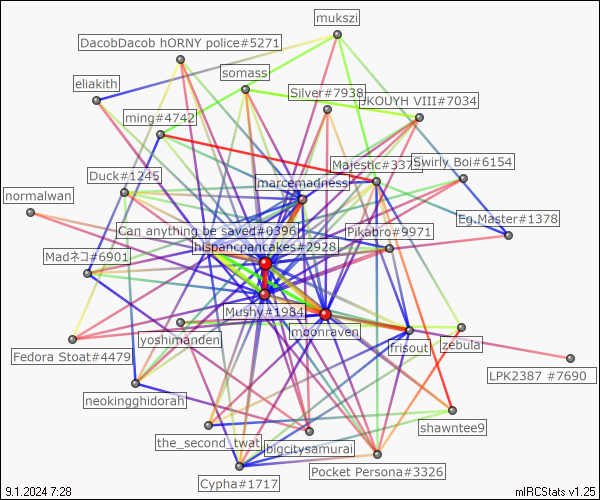 mukszi
DacobDacob hORNY police#5271
somass
eliakith
Silver#7938
KOUYH VIII#7034
ming#4742
Majestic#337
Swirly Boi#6154
Duck#1245
marcemadness
normalwan
Eg.Master#1378
Can anything be saved#0396
Pikabro#9971
hispancpancakes#2928
Madネコ#6901
Mushy#1984
moonraven
yoshimanden
frisout
zebula
Fedora Stoat#4479
LPK2387 #7690
neokingghidorah
shawntee9
the_second_twat
bigcitysamurai
Pocket Persona#3326
Cypha#1717
9.1.2024 7:28
mIRCStats v1.25